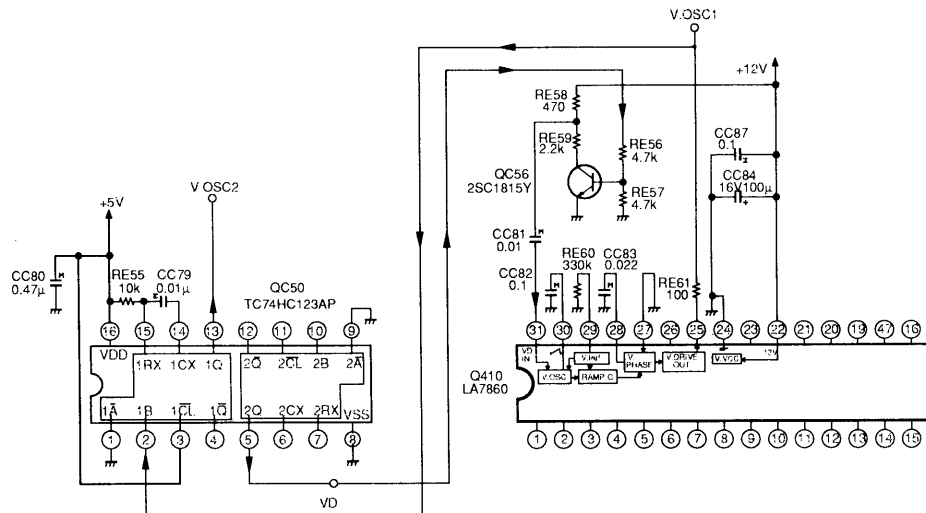 V.OSC1
+12V
RE58
470
CC87
0.1
RE59
2.2k
RE56
4.7k
QC56
2SC1815Y
CC84
16V100μ
V OSC2
RE57
4.7k
+5V
CC81
0.01
RE60
330k
CC83
0.022
CC80
0.47μ
RE55
10k
CC79
0.01μ
QC50
TC74HC123AP
CC82
0.1
RE61
100
16 15 14 13 12 11 10 9
31 30 29 28 27 26 25 24 23 22 21 20 19 47 16
VDD 1RX 1CX 1Q 2Q̅ 2C̅L̅ 2B 2A̅
VD IN
V.INP
V. PHASE
V.DRIVE OUT
V.VCC
12V
Q410
LA7860
V.OSC
RAMP.G
1A̅ 1B C̅L̅ 1Q̅ 2Q 2CX 2RX VSS
1 2 3 4 5 6 7 8
1 2 3 4 5 6 7 8 9 10 11 12 13 14 15
VD